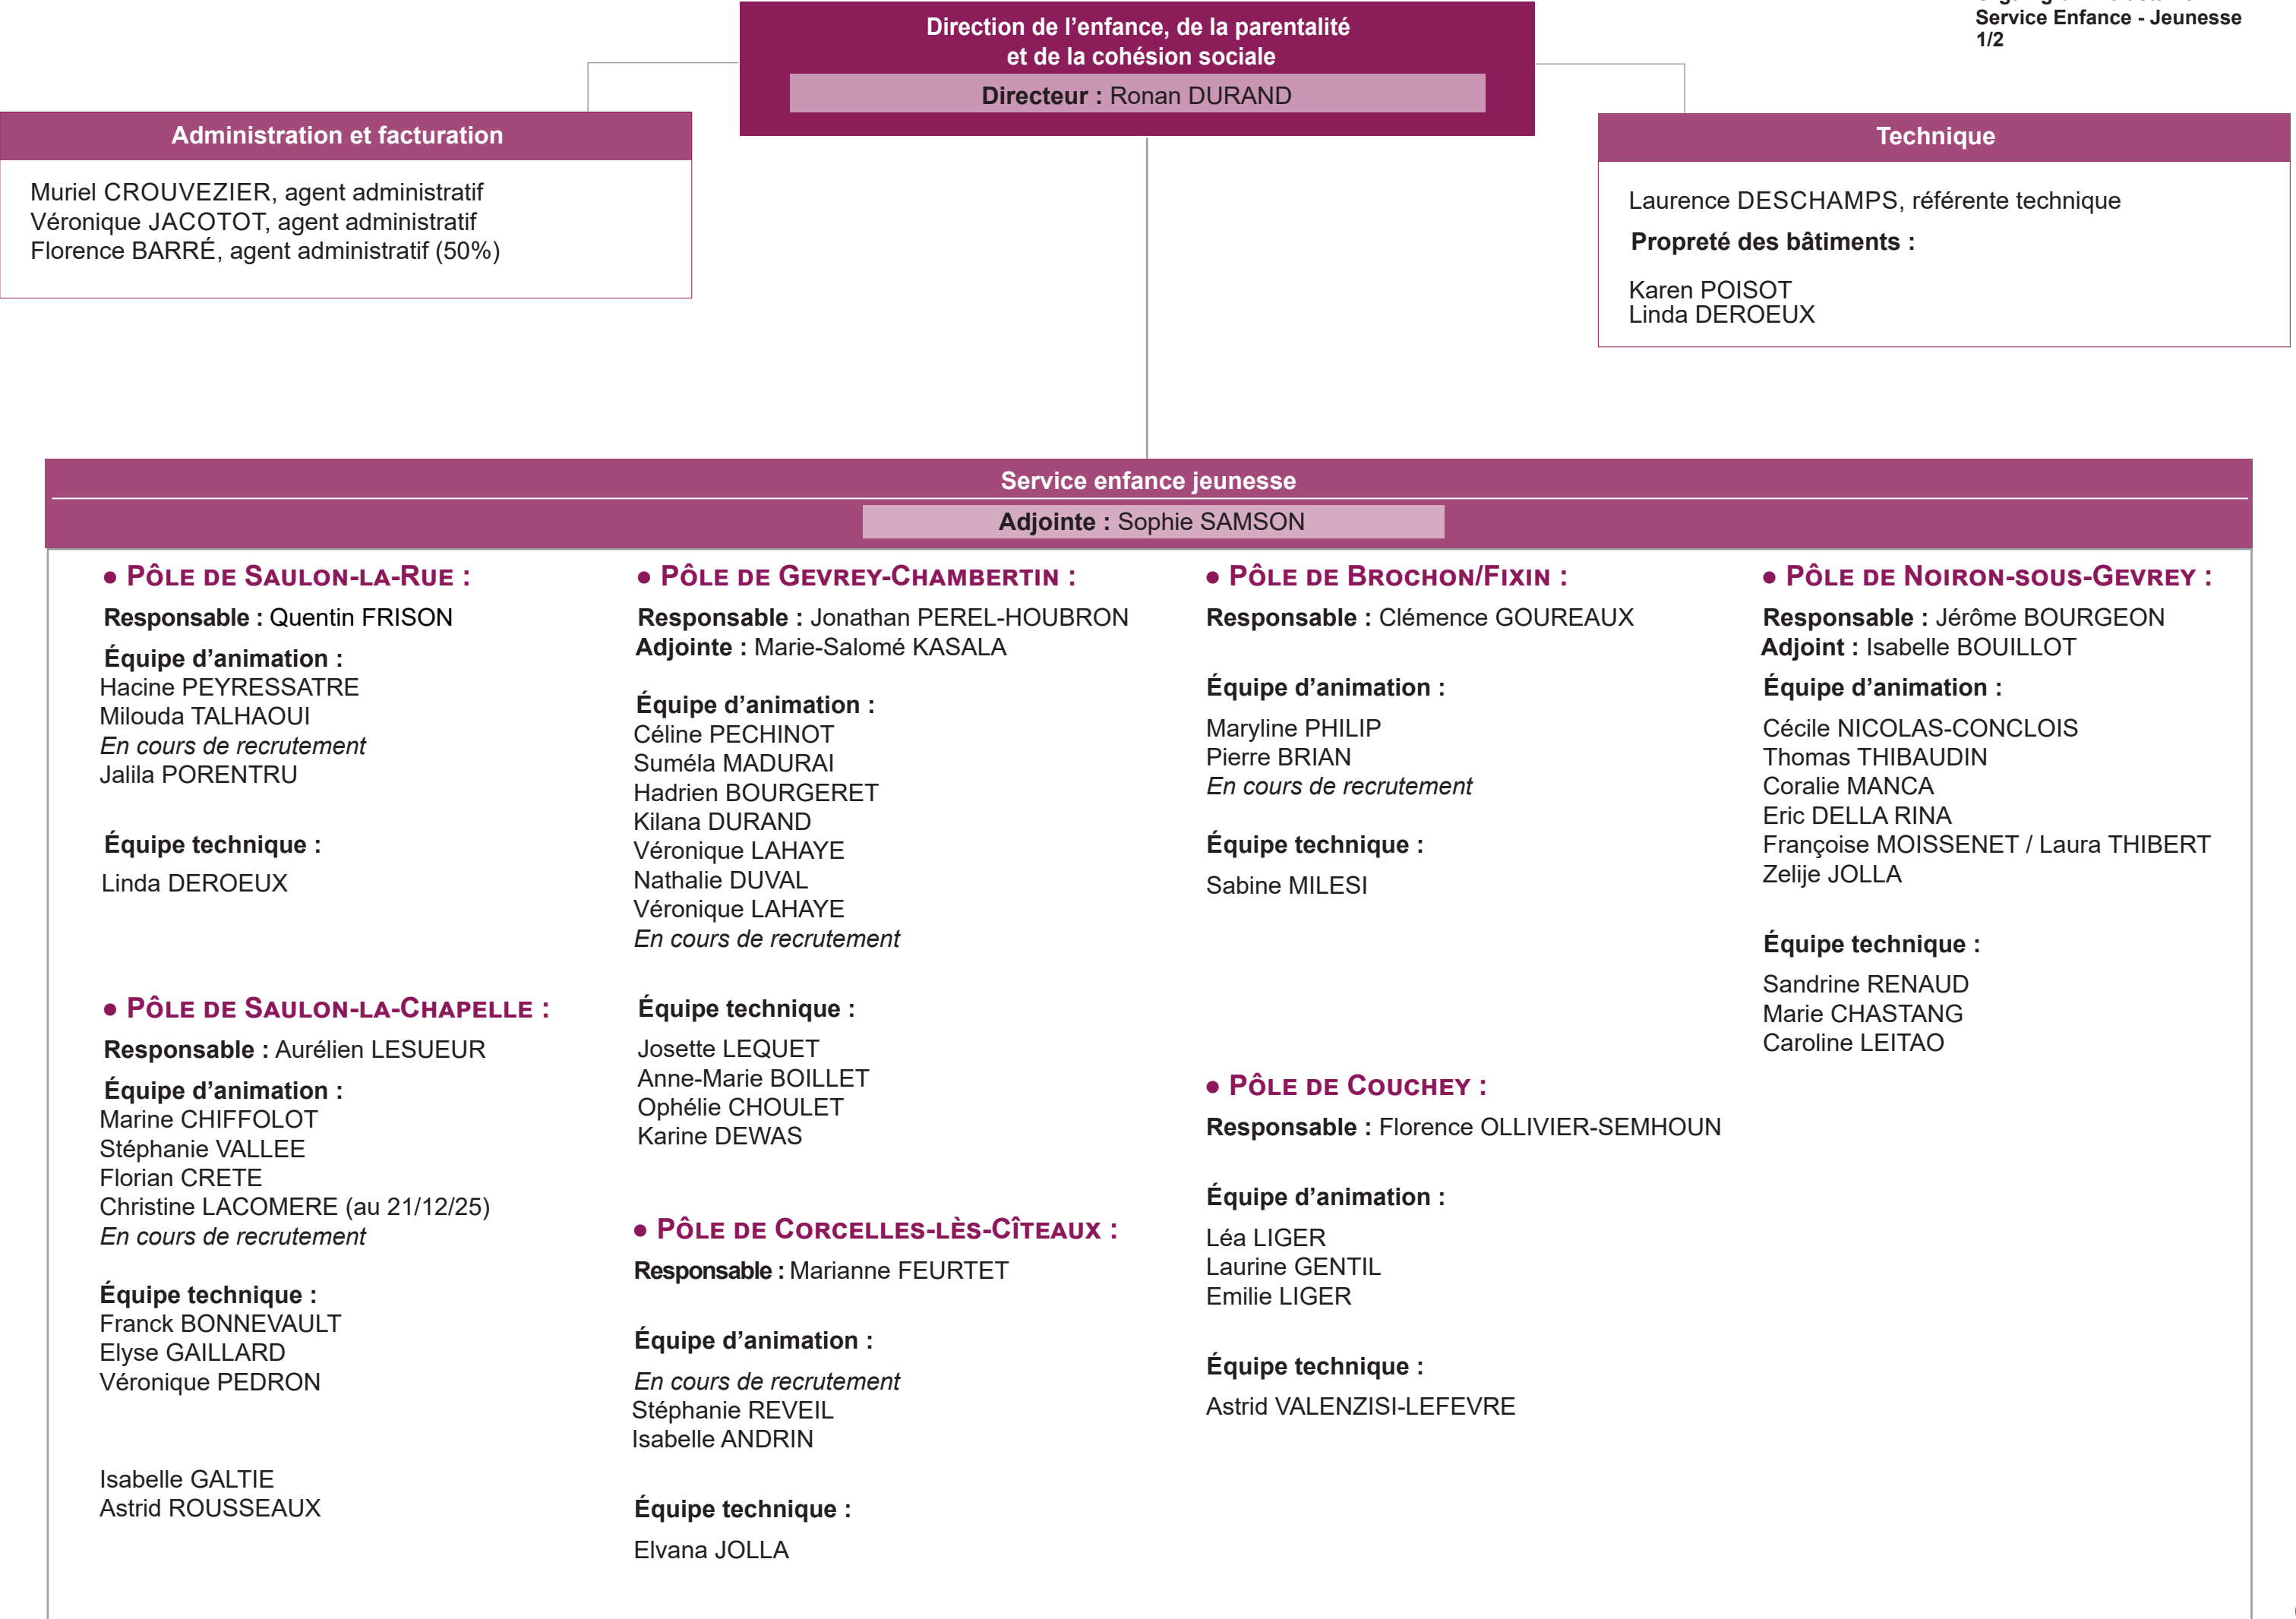 Service Enfance - Jeunesse
1/2
Direction de l’enfance, de la parentalité
et de la cohésion sociale
Directeur : Ronan DURAND
Administration et facturation
Muriel CROUVEZIER, agent administratif
Véronique JACOTOT, agent administratif
Florence BARRÉ, agent administratif (50%)
Technique
Laurence DESCHAMPS, référente technique
Propreté des bâtiments :
Karen POISOT
Linda DEROEUX
Service enfance jeunesse
Adjointe : Sophie SAMSON
● Pôle de Saulon-la-Rue :
Responsable : Quentin FRISON
Équipe d’animation :
Hacine PEYRESSATRE
Milouda TALHAOUI
En cours de recrutement
Jalila PORENTRU
Équipe technique :
Linda DEROEUX
● Pôle de Saulon-la-Chapelle :
Responsable : Aurélien LESUEUR
Équipe d’animation :
Marine CHIFFOLOT
Stéphanie VALLEE
Florian CRETE
Christine LACOMERE (au 21/12/25)
En cours de recrutement
Équipe technique :
Franck BONNEVAULT
Elyse GAILLARD
Véronique PEDRON
Isabelle GALTIE
Astrid ROUSSEAUX
● Pôle de Gevrey-Chambertin :
Responsable : Jonathan PEREL-HOUBRON
Adjointe : Marie-Salomé KASALA
Équipe d’animation :
Céline PECHINOT
Suméla MADURAI
Hadrien BOURGERET
Kilana DURAND
Véronique LAHAYE
Nathalie DUVAL
Véronique LAHAYE
En cours de recrutement
Équipe technique :
Josette LEQUET
Anne-Marie BOILLET
Ophélie CHOULET
Karine DEWAS
● Pôle de Corcelles-lès-Cîteaux :
Responsable : Marianne FEURTET
Équipe d’animation :
En cours de recrutement
Stéphanie REVEIL
Isabelle ANDRIN
Équipe technique :
Elvana JOLLA
● Pôle de Brochon/Fixin :
Responsable : Clémence GOUREAUX
Équipe d’animation :
Maryline PHILIP
Pierre BRIAN
En cours de recrutement
Équipe technique :
Sabine MILESI
● Pôle de Couchey :
Responsable : Florence OLLIVIER-SEMHOUN
Équipe d’animation :
Léa LIGER
Laurine GENTIL
Emilie LIGER
Équipe technique :
Astrid VALENZISI-LEFEVRE
● Pôle de Noiron-sous-Gevrey :
Responsable : Jérôme BOURGEON
Adjoint : Isabelle BOUILLOT
Équipe d’animation :
Cécile NICOLAS-CONCLOIS
Thomas THIBAUDIN
Coralie MANCA
Eric DELLA RINA
Françoise MOISSENET / Laura THIBERT
Zelije JOLLA
Équipe technique :
Sandrine RENAUD
Marie CHASTANG
Caroline LEITAO